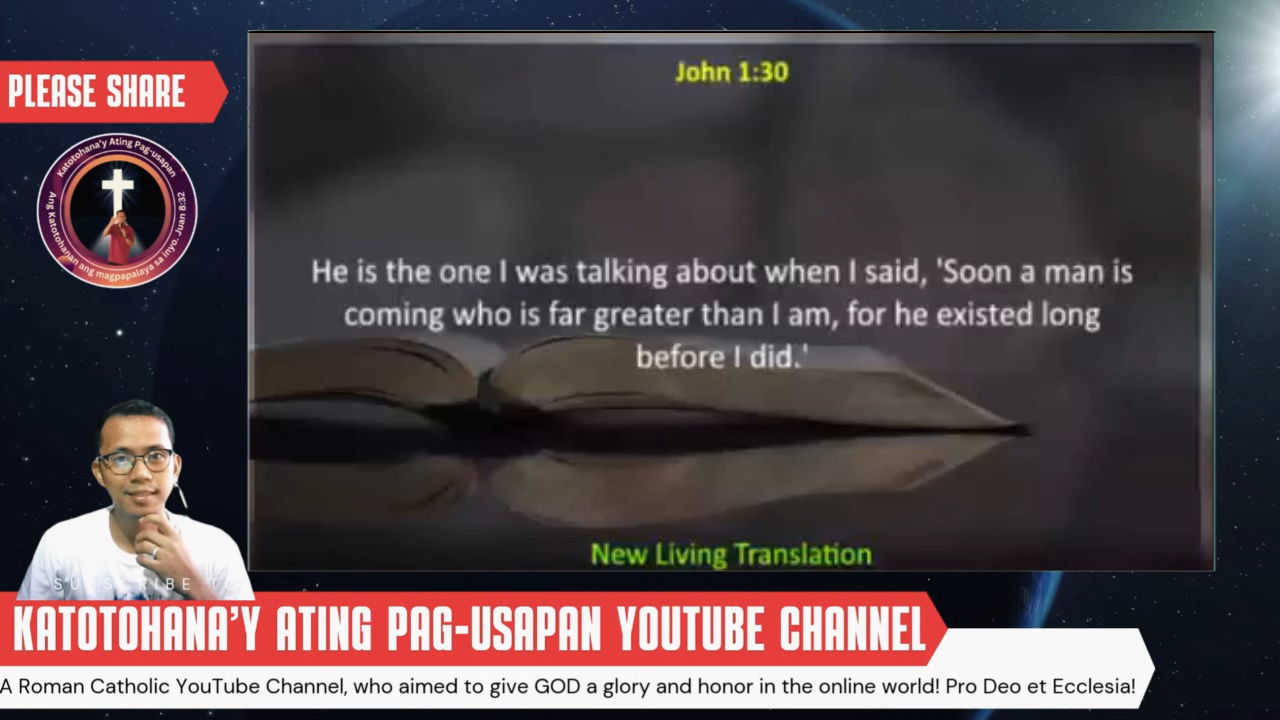 PLEASE SHARE
Katotohana'y Ating Pag-usapan
Ang Katotohanan ang magpapalaya sa inyo. Juan 8:32
John 1:30
He is the one I was talking about when I said, 'Soon a man is
coming who is far greater than I am, for he existed long
before I did.'
New Living Translation
SUBSCRIBE T
KATOTOHANA'Y ATING PAG-USAPAN YOUTUBE CHANNEL
A Roman Catholic YouTube Channel, who aimed to give GOD a glory and honor in the online world! Pro Deo et Ecclesia!